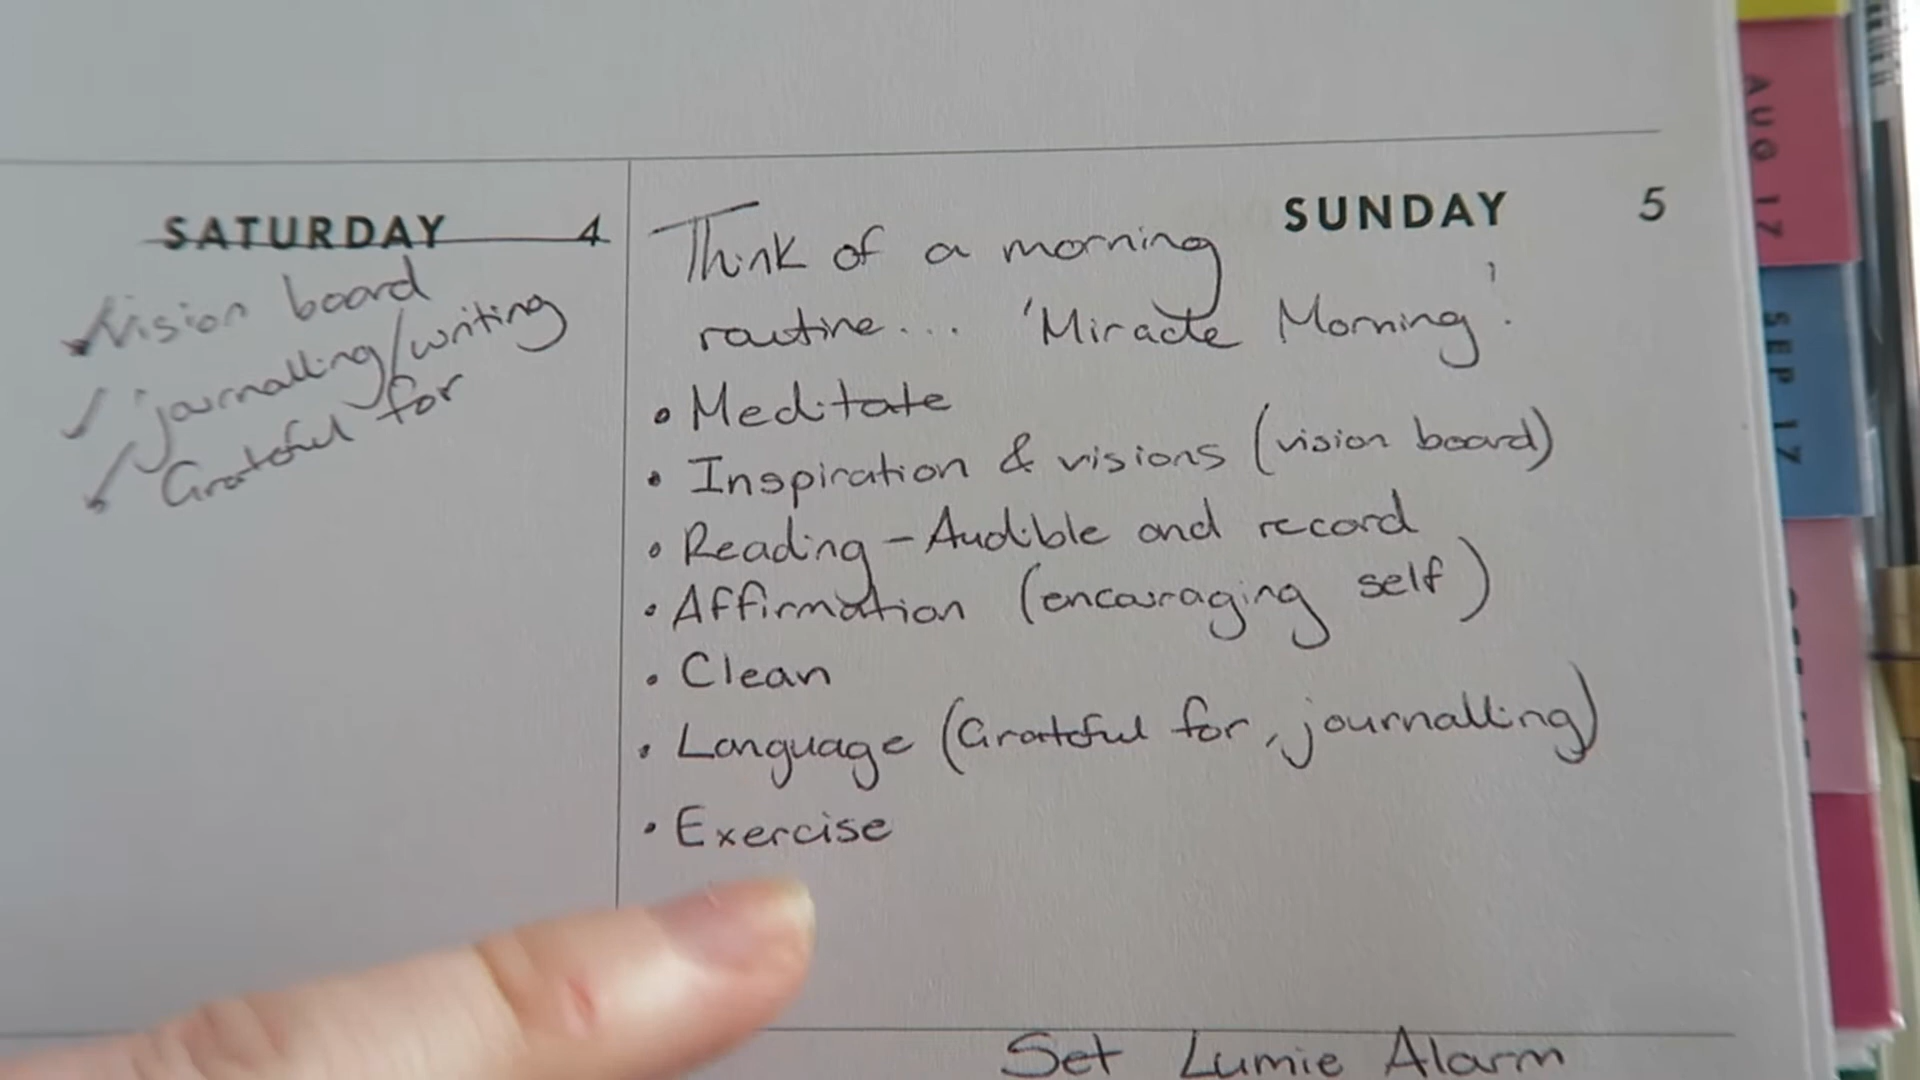 SATURDAY 4
Vision board
journalling/writing
Grateful for
SUNDAY 5
Think of a morning
routine... 'Miracle Morning'.
• Meditate
• Inspiration & visions (vision board)
• Reading - Audible and record
• Affirmation (encouraging self)
• Clean
• Language (Grateful for, journalling)
• Exercise
Set Lumie Alarm
AUG 17
SEP 17